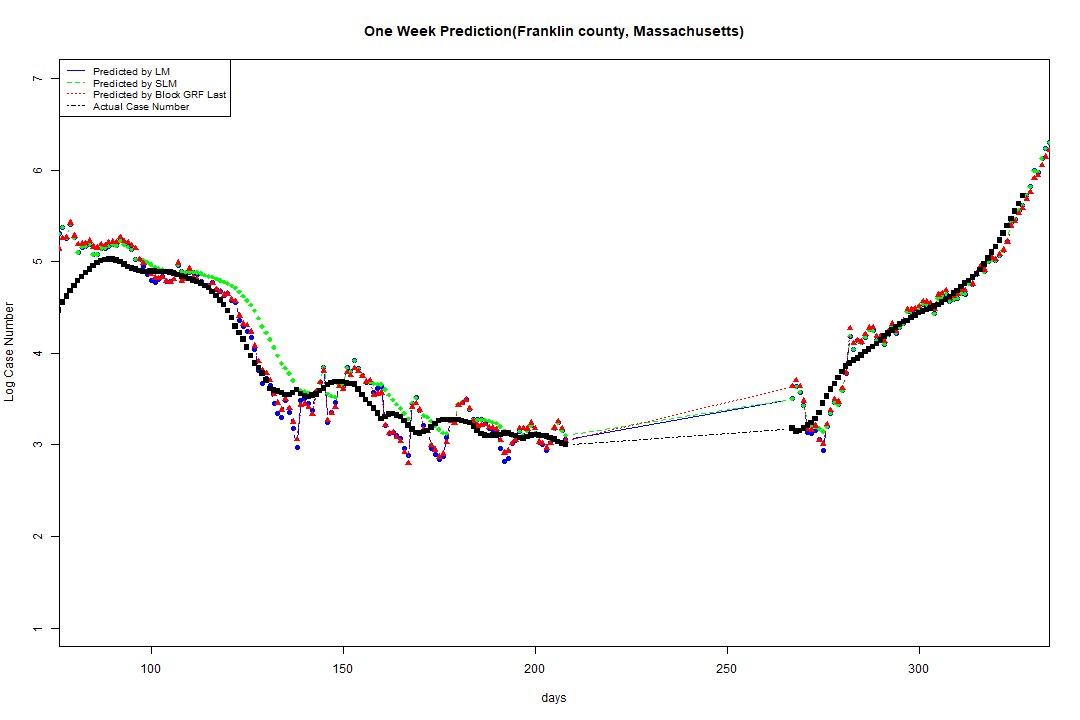 One Week Prediction(Franklin county, Massachusetts)
Predicted by LM
Predicted by SLM
Predicted by Block GRF Last
Actual Case Number
7
6
5
4
3
2
1
Log Case Number
100 150 200 250 300
days